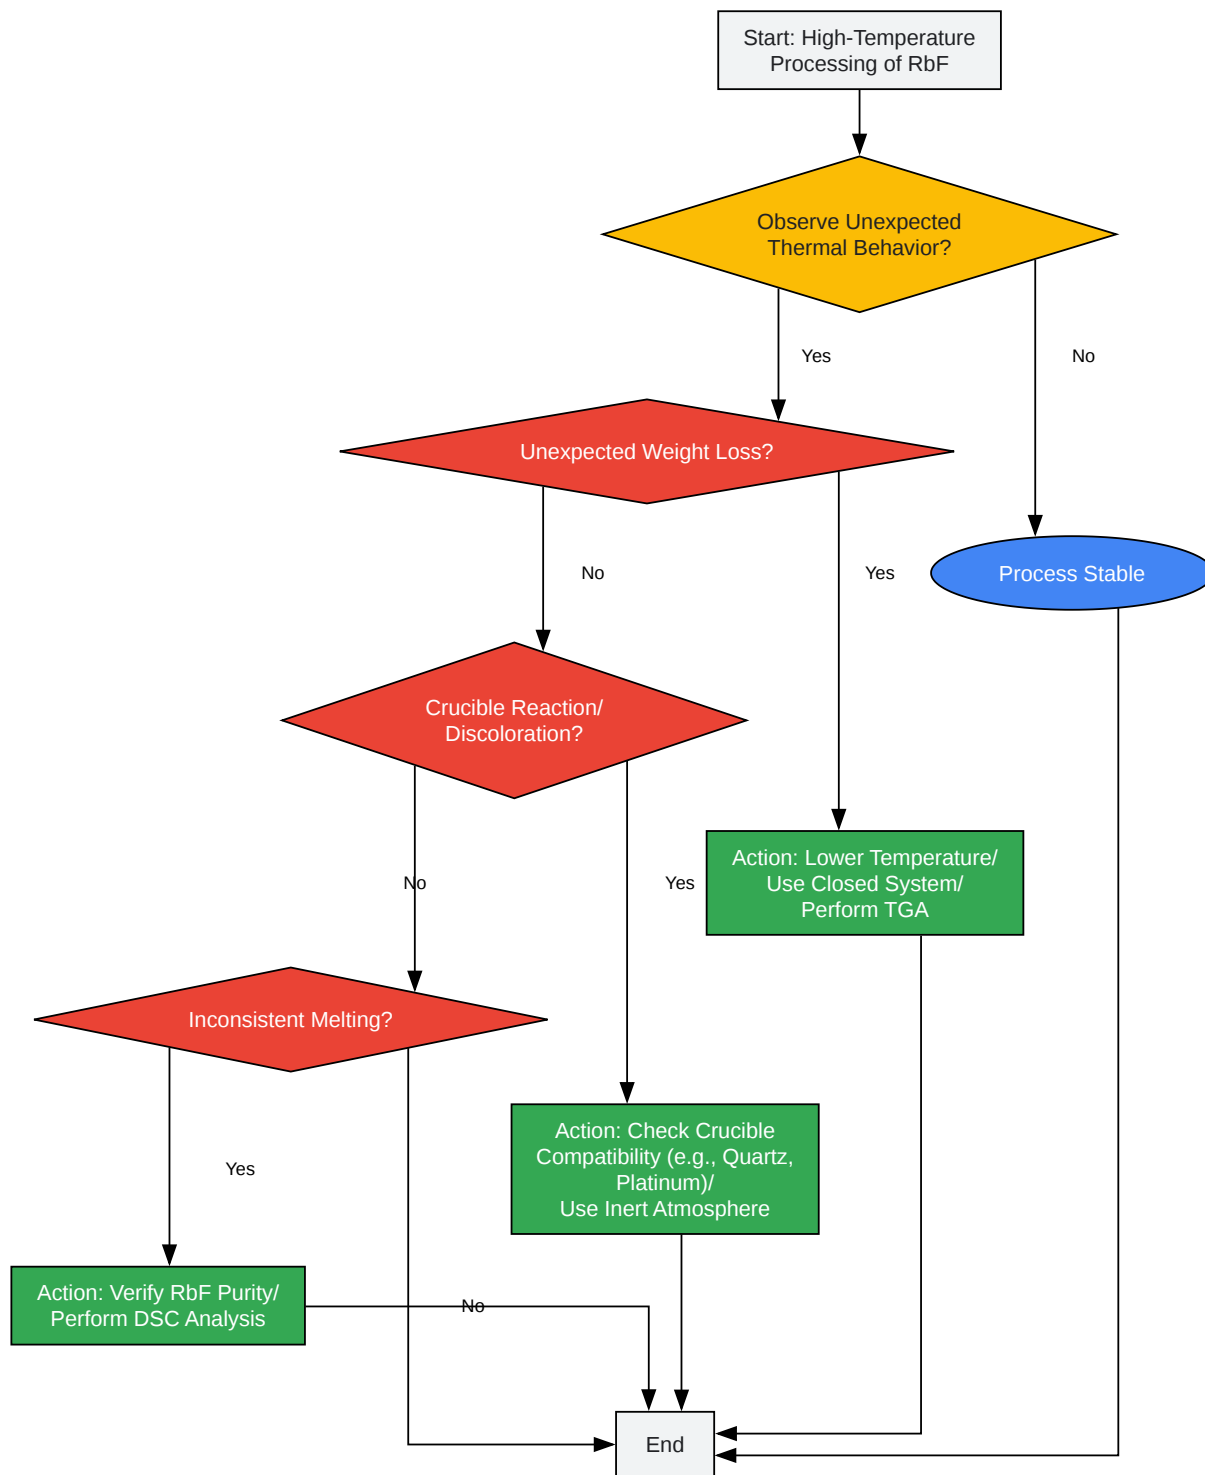 Start: High-Temperature
Processing of RbF
Observe Unexpected
Thermal Behavior?
Yes
No
Unexpected Weight Loss?
No
Yes
Process Stable
Crucible Reaction/
Discoloration?
No
Yes
Action: Lower Temperature/
Use Closed System/
Perform TGA
Inconsistent Melting?
Yes
Action: Check Crucible
Compatibility (e.g., Quartz,
Platinum)/
Use Inert Atmosphere
Action: Verify RbF Purity/
Perform DSC Analysis
No
End